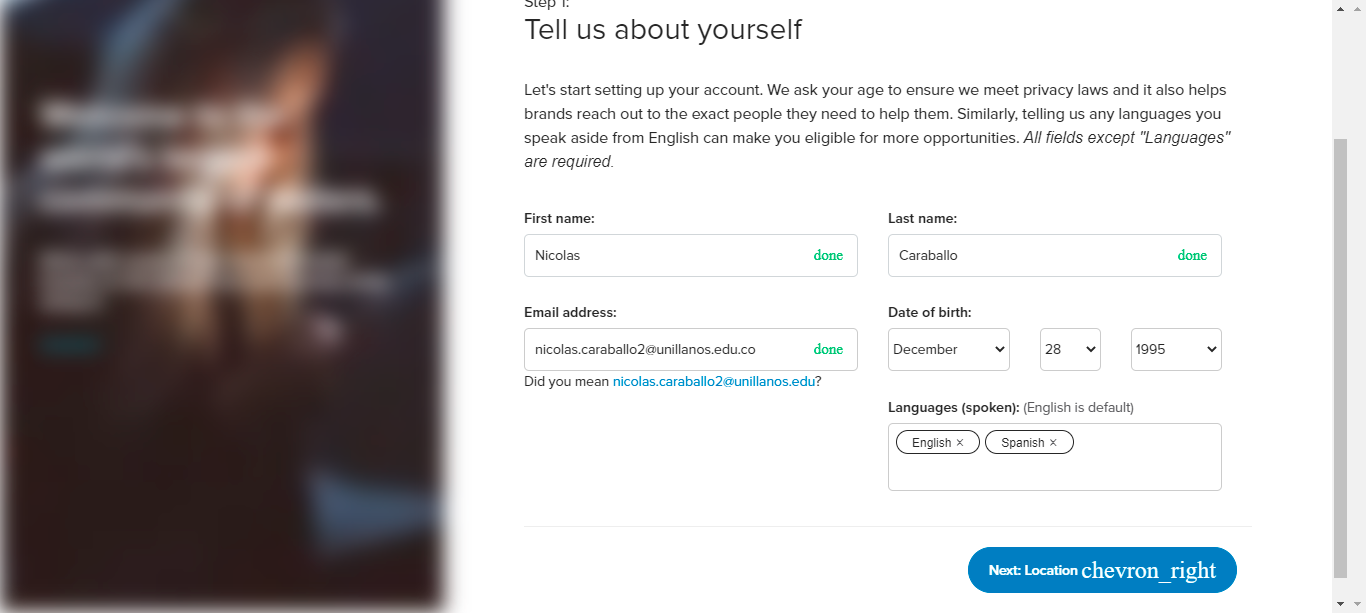 Step 1:
Tell us about yourself
Let's start setting up your account. We ask your age to ensure we meet privacy laws and it also helps
brands reach out to the exact people they need to help them. Similarly, telling us any languages you
speak aside from English can make you eligible for more opportunities. All fields except "Languages"
are required.
First name:
Last name:
Nicolas done
Caraballo done
Email address:
Date of birth:
nicolas.caraballo2@unillanos.edu.co done
December 28 1995
Did you mean nicolas.caraballo2@unillanos.edu?
Languages (spoken): (English is default)
English × Spanish ×
Next: Location chevron_right